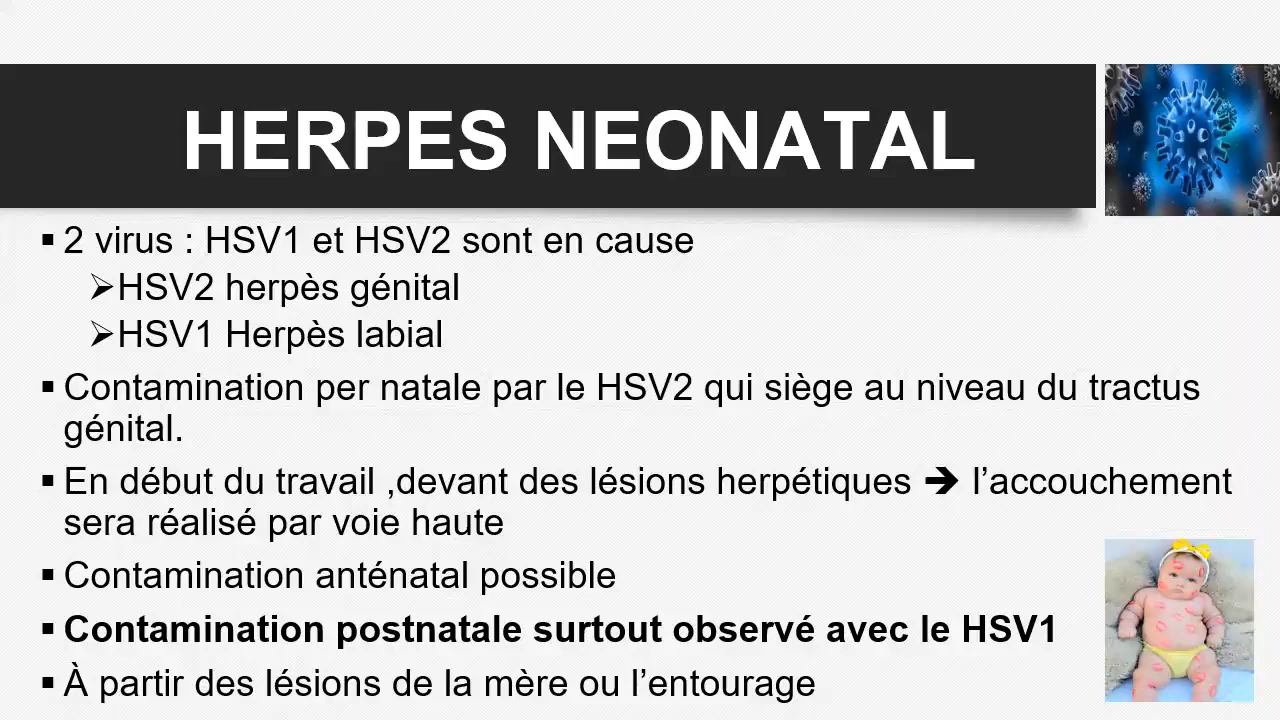 HERPES NEONATAL
▪ 2 virus : HSV1 et HSV2 sont en cause
➢HSV2 herpès génital
➢HSV1 Herpès labial
▪ Contamination per natale par le HSV2 qui siège au niveau du tractus
génital.
▪ En début du travail ,devant des lésions herpétiques ➔ l’accouchement
sera réalisé par voie haute
▪ Contamination anténatal possible
▪ Contamination postnatale surtout observé avec le HSV1
▪ À partir des lésions de la mère ou l’entourage